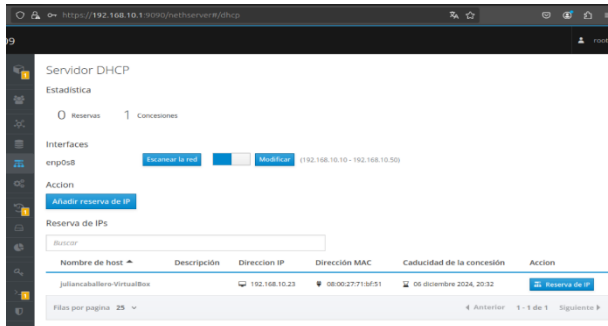 https://192.168.10.1:9090/nethserver#/dhcp
09
root
1
Servidor DHCP
Estadística
0 Reservas 1 Concesiones
Interfaces
enp0s8 Escanear la red Modificar (192.168.10.10 - 192.168.10.50)
Accion
Añadir reserva de IP
1
Reserva de IPs
Buscar
Nombre de host Descripción Direccion IP Dirección MAC Caducidad de la concesión Accion
juliancaballero-VirtualBox 192.168.10.23 08:00:27:71:bf:51 06 diciembre 2024, 20:32 Reserva de IP
1
Filas por pagina 25 Anterior 1 - 1 de 1 Siguiente